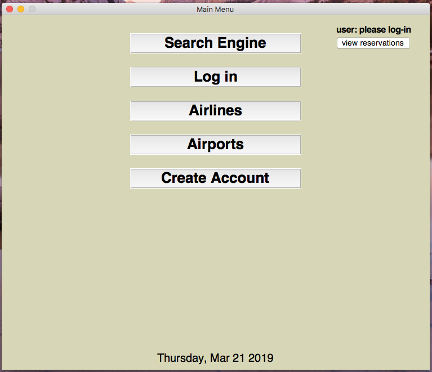 Main Menu
user: please log-in
view reservations
Search Engine
Log in
Airlines
Airports
Create Account
Thursday, Mar 21 2019